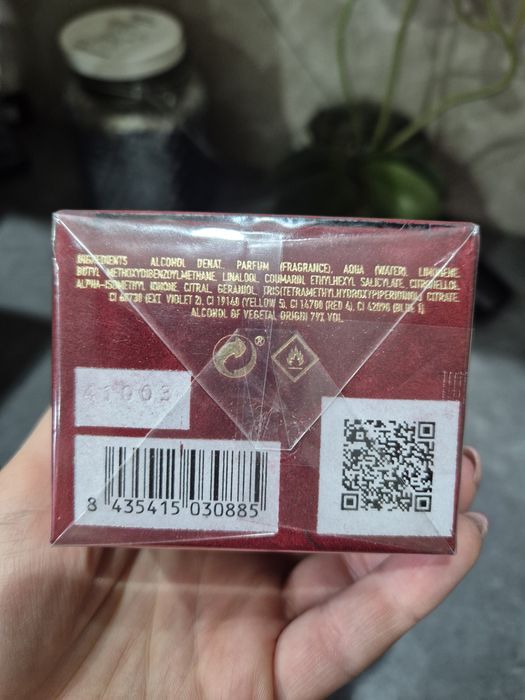 INGREDIENTS ALCOHOL DENAT. PARFUM (FRAGRANCE), AQUA (WATER), LIMONENE,
BUTYL METHOXYDIBENZOYLMETHANE, LINALOOL, COUMARIN, ETHYLHEXYL SALICYLATE, CITRONELLOL,
ALPHA-ISOMETHYL IONONE, CITRAL, GERANIOL, TRIS(TETRAMETHYLHYDROXYPIPERIDINOL) CITRATE,
CI 60730 (EXT. VIOLET 2), CI 19140 (YELLOW 5), CI 14700 (RED 4), CI 42090 (BLUE 1).
ALCOHOL OF VEGETAL ORIGIN 79% VOL.
®
41003
8 435415 030885